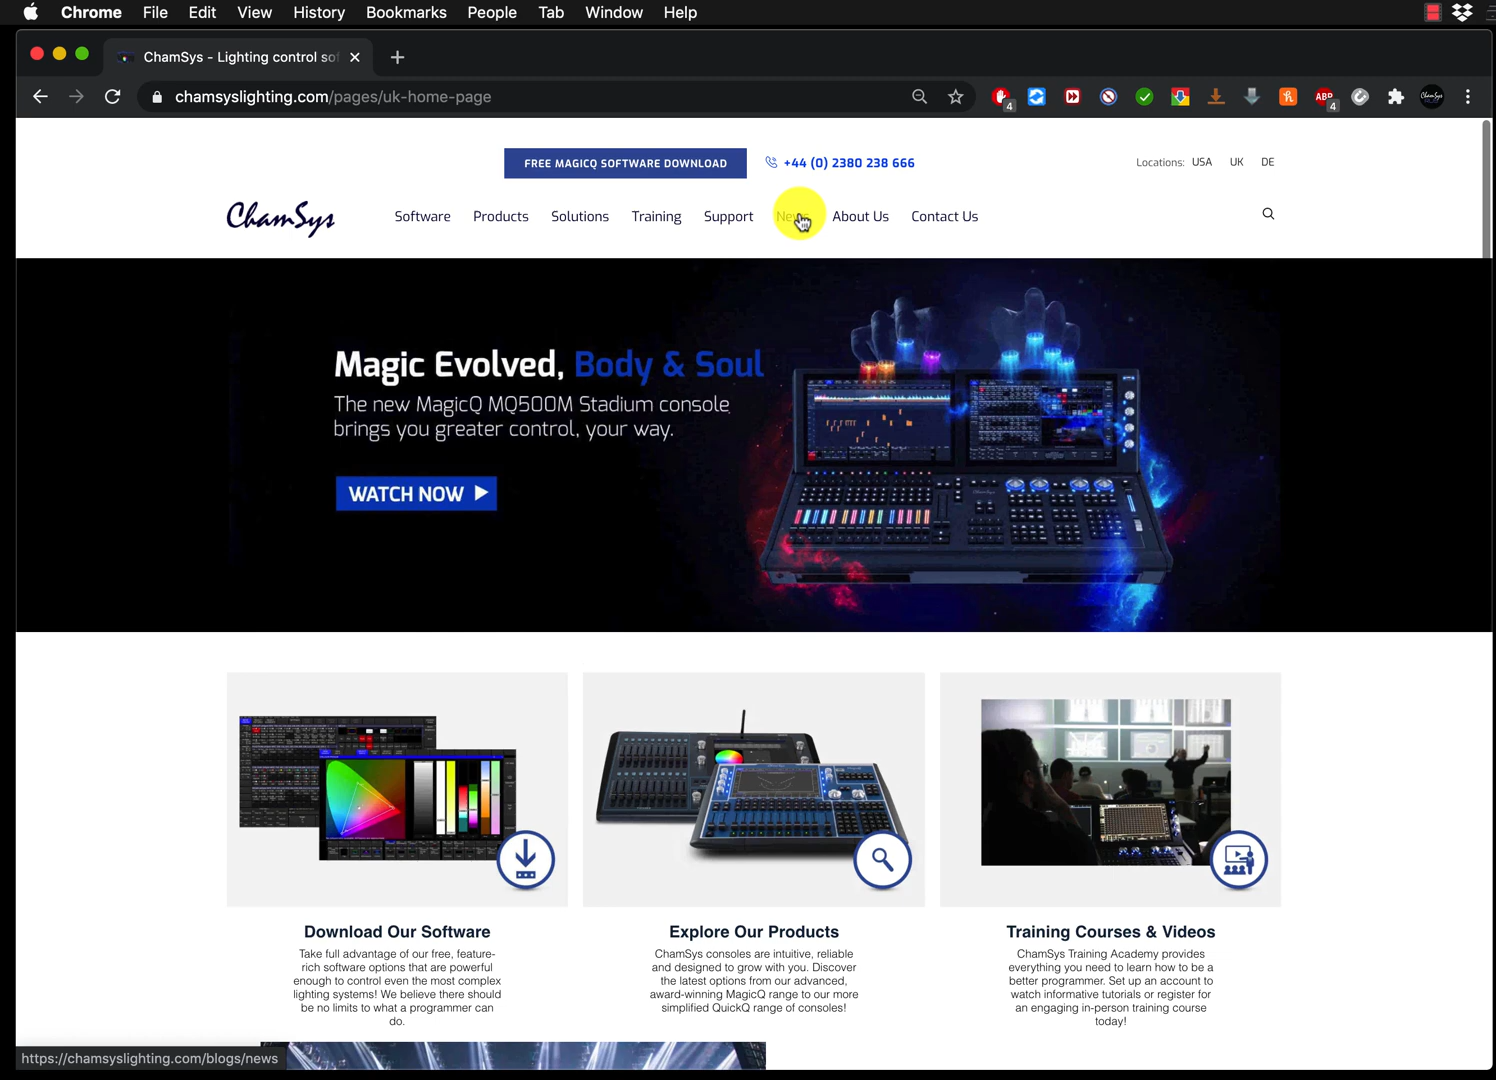 Chrome File Edit View History Bookmarks People Tab Window Help
ChamSys - Lighting control sof
chamsyslighting.com/pages/uk-home-page
4
ABP
4
FREE MAGICQ SOFTWARE DOWNLOAD
+44 (0) 2380 238 666
Locations: USA UK DE
ChamSys
Software Products Solutions Training Support News About Us Contact Us
Magic Evolved, Body & Soul
The new MagicQ MQ500M Stadium console
brings you greater control, your way.
WATCH NOW
Download Our Software
Take full advantage of our free, feature-
rich software options that are powerful
enough to control even the most complex
lighting systems! We believe there should
be no limits to what a programmer can
do.
Explore Our Products
ChamSys consoles are intuitive, reliable
and designed to grow with you. Discover
the latest options from our advanced,
award-winning MagicQ range to our more
simplified QuickQ range of consoles!
Training Courses & Videos
ChamSys Training Academy provides
everything you need to learn how to be a
better programmer. Set up an account to
watch informative tutorials or register for
an engaging in-person training course
today!
https://chamsyslighting.com/blogs/news